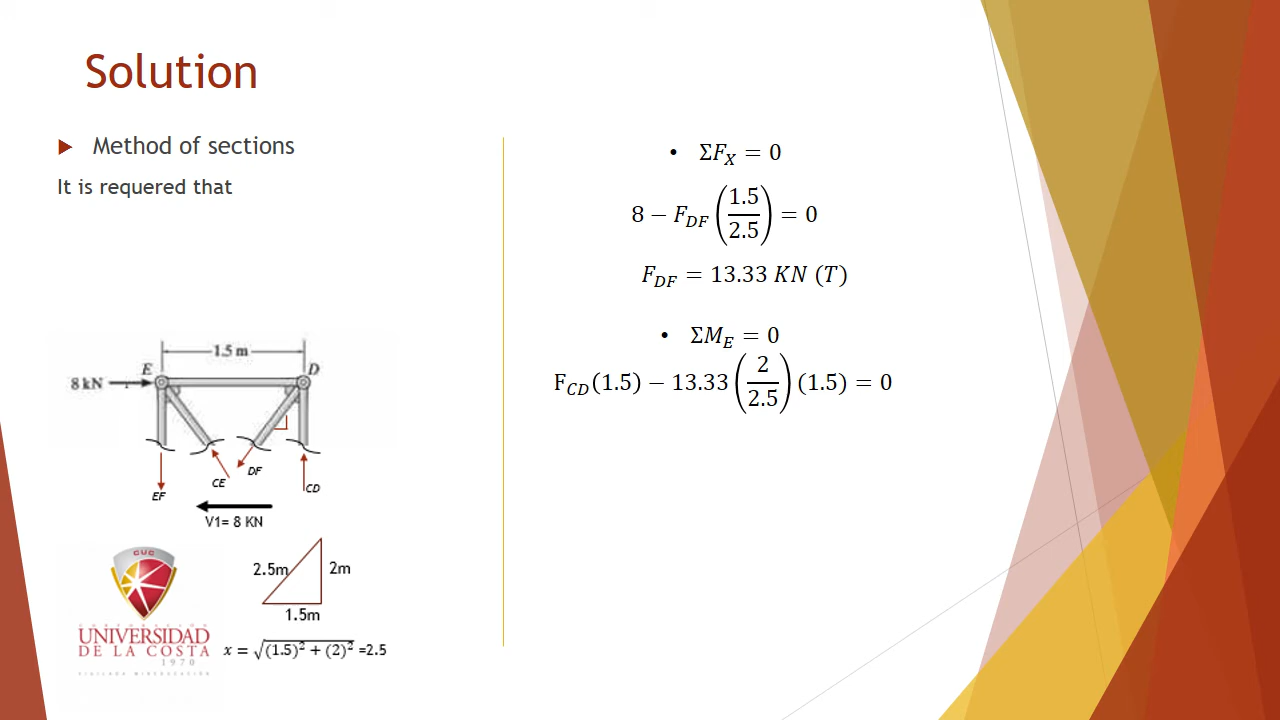 Solution
Method of sections
It is requered that
1.5 m
E
D
8 kN
EF
CE
DF
CD
V1= 8 KN
2.5m
2m
1.5m
x = √(1.5)² + (2)² =2.5
CUC
CORPORACIÓN
UNIVERSIDAD
DE LA COSTA
1970
• ΣF_X = 0
8 − F_DF (1.5/2.5) = 0
F_DF = 13.33 KN (T)
• ΣM_E = 0
F_CD(1.5) − 13.33 (2/2.5) (1.5) = 0